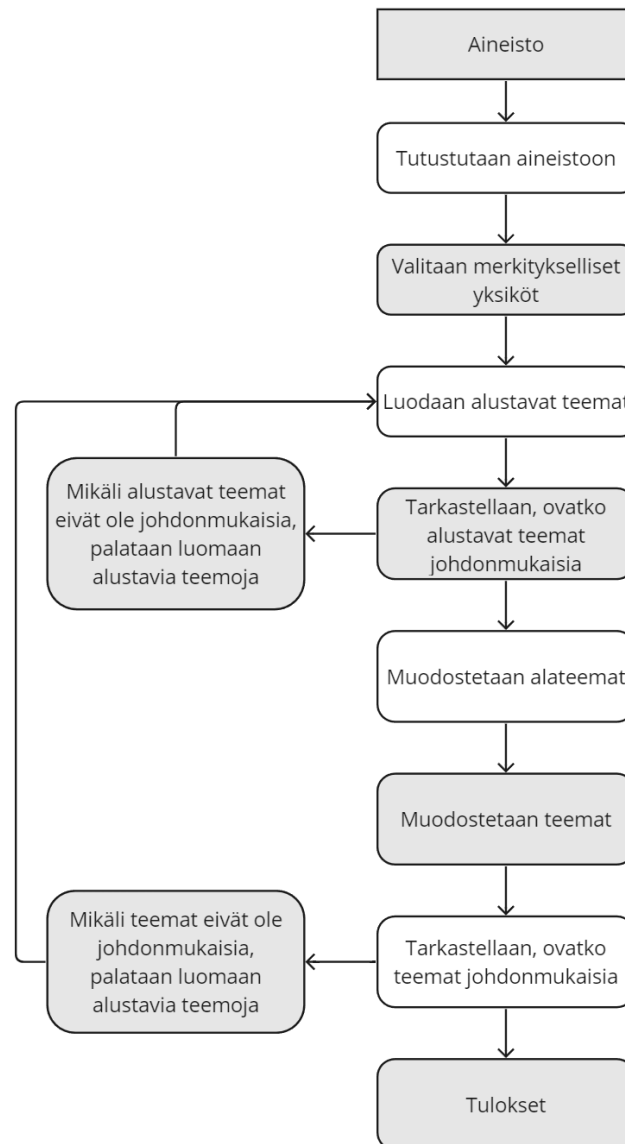 Aineisto
Tutustutaan aineistoon
Valitaan merkitykselliset
yksiköt
Luodaan alustavat teemat
Mikäli alustavat teemat
eivät ole johdonmukaisia,
palataan luomaan
alustavia teemoja
Tarkastellaan, ovatko
alustavat teemat
johdonmukaisia
Muodostetaan alateemat
Muodostetaan teemat
Mikäli teemat eivät ole
johdonmukaisia,
palataan luomaan
alustavia teemoja
Tarkastellaan, ovatko
teemat johdonmukaisia
Tulokset